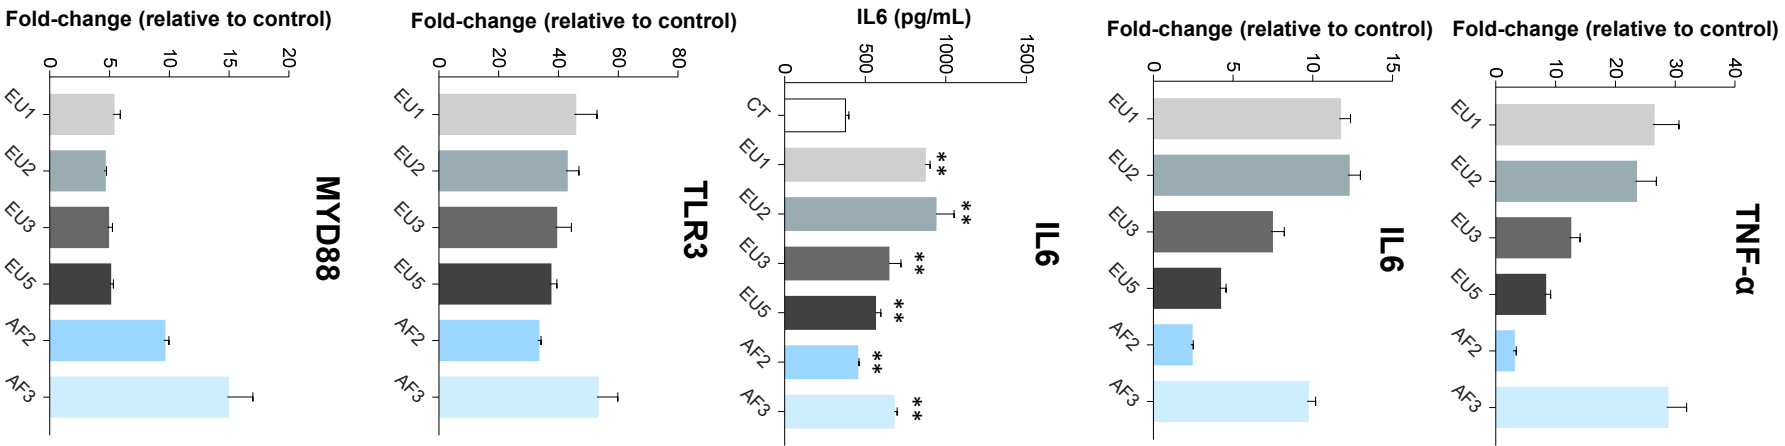 Fold-change (relative to control)
0
5
10
15
20
EU1
EU2
EU3
EU5
AF2
AF3
MYD88
Fold-change (relative to control)
0
20
40
60
80
EU1
EU2
EU3
EU5
AF2
AF3
TLR3
IL6 (pg/mL)
0
500
1000
1500
CT
EU1
EU2
EU3
EU5
AF2
AF3
**
**
**
**
**
**
IL6
Fold-change (relative to control)
0
5
10
15
EU1
EU2
EU3
EU5
AF2
AF3
IL6
Fold-change (relative to control)
0
10
20
30
40
EU1
EU2
EU3
EU5
AF2
AF3
TNF-α